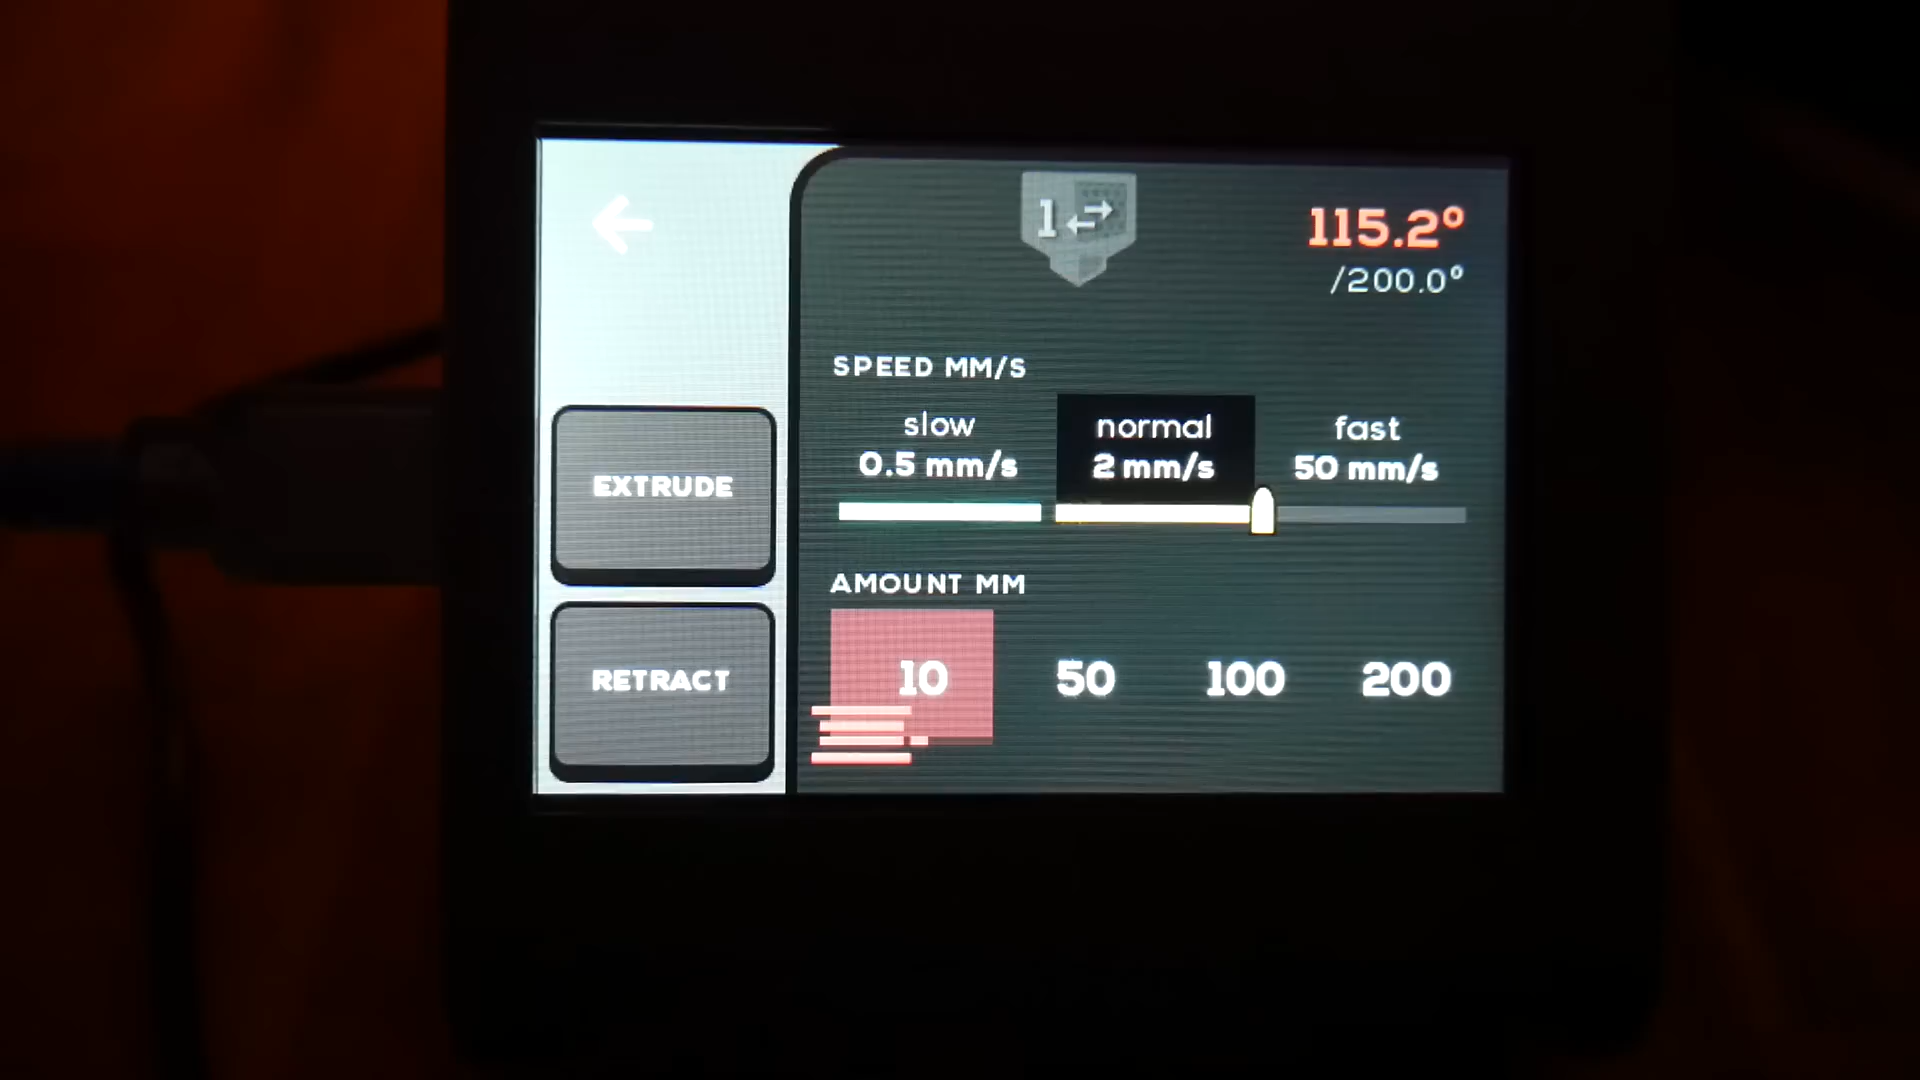 1
115.2°
/200.0°
SPEED MM/S
slow
0.5 mm/s
normal
2 mm/s
fast
50 mm/s
EXTRUDE
AMOUNT MM
10
50
100
200
RETRACT